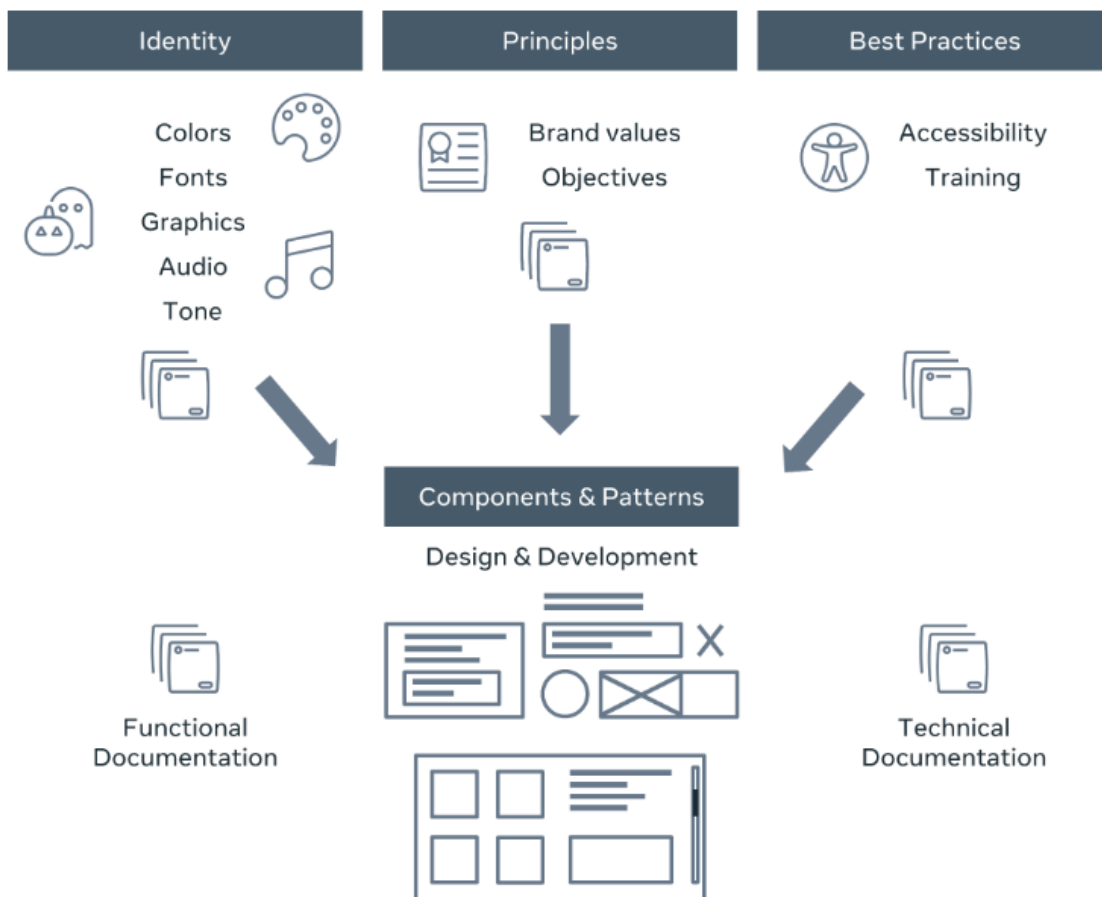 Identity
Principles
Best Practices
Colors
Fonts
Graphics
Audio
Tone
Brand values
Objectives
Accessibility
Training
Components & Patterns
Design & Development
Functional
Documentation
Technical
Documentation